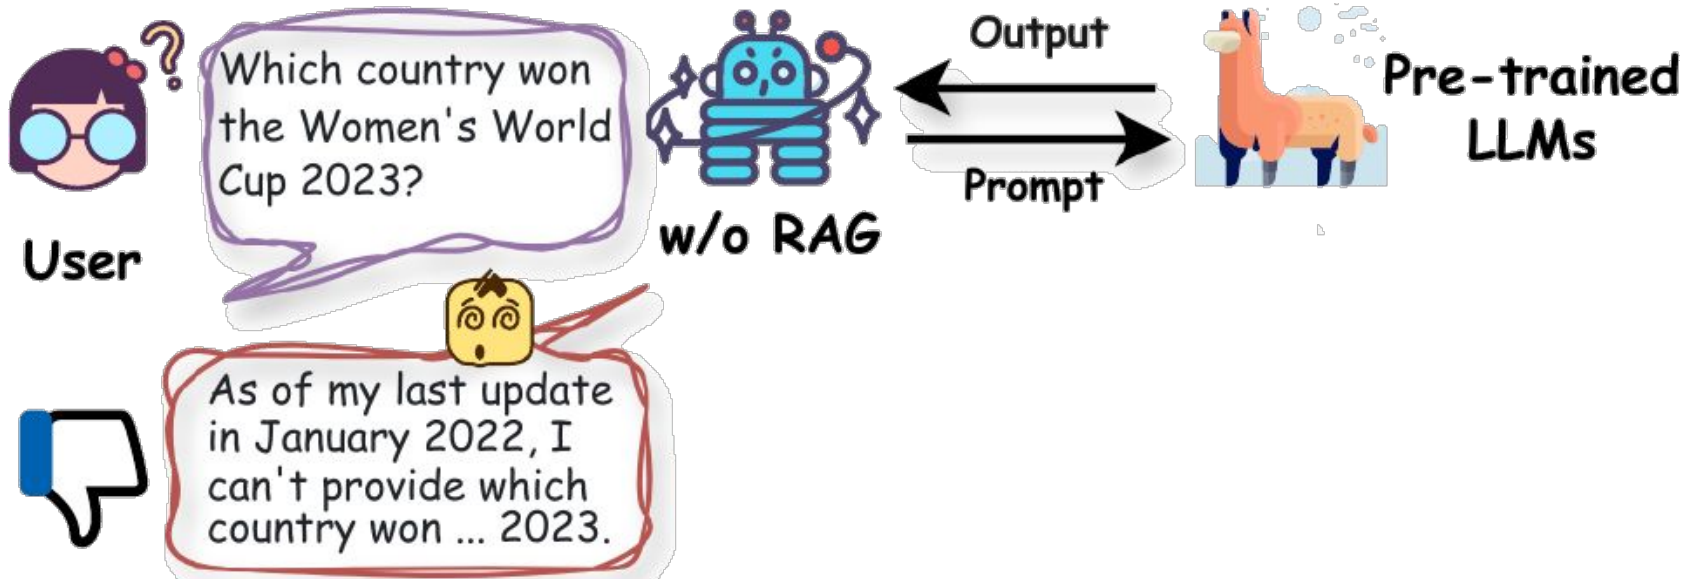 Which country won
the Women's World
Cup 2023?
User
w/o RAG
Output
Prompt
Pre-trained
LLMs
As of my last update
in January 2022, I
can't provide which
country won ... 2023.